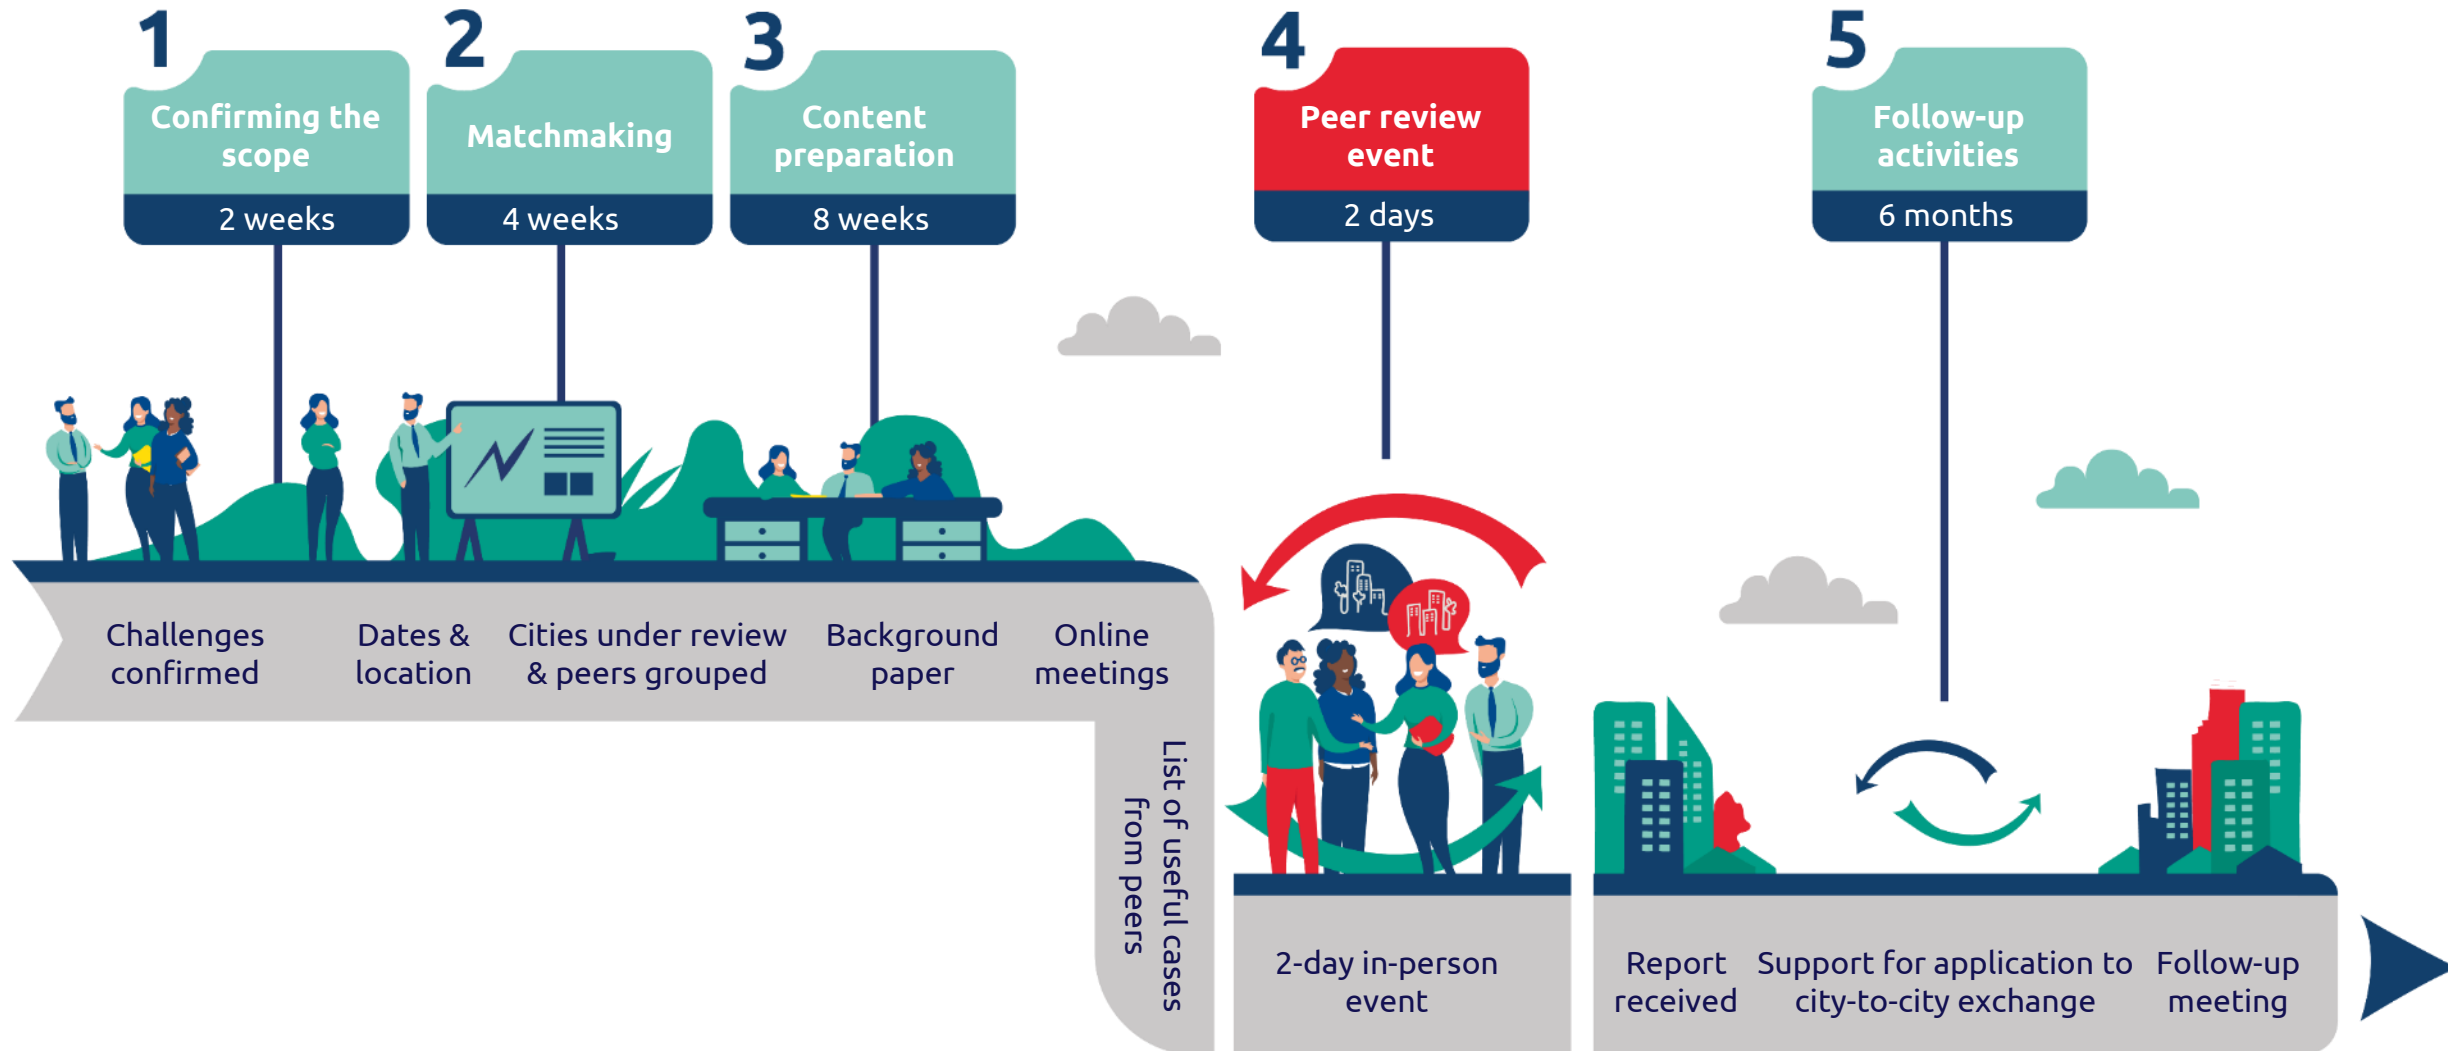 1
Confirming the
scope
2 weeks
2
Matchmaking
4 weeks
3
Content
preparation
8 weeks
4
Peer review
event
2 days
5
Follow-up
activities
6 months
Challenges
confirmed
Dates &
location
Cities under review
& peers grouped
Background
paper
Online
meetings
List of useful cases
from peers
2-day in-person
event
Report
received
Support for application to
city-to-city exchange
Follow-up
meeting